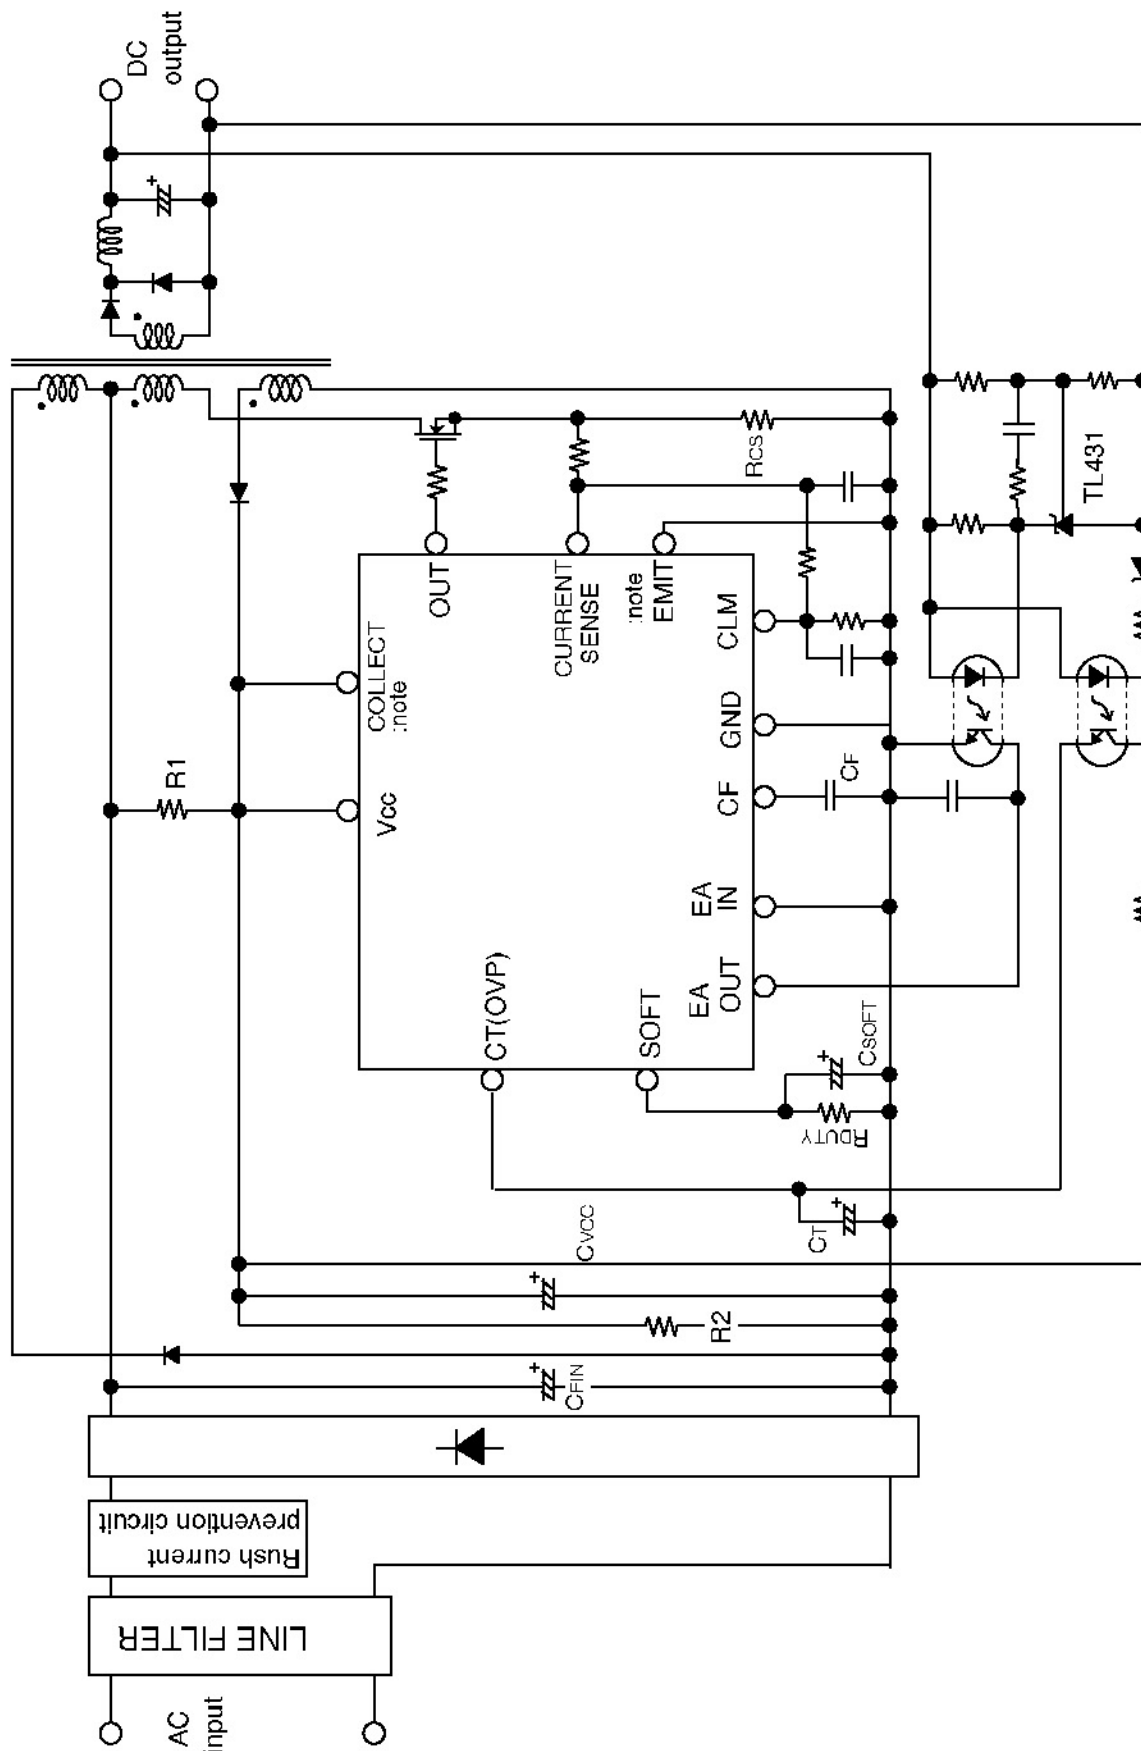 AC
input
LINE FILTER
Rush current
prevention circuit
CFIN
R2
CVCC
CT
RDUTY
CSOFT
R1
CT(OVP)
SOFT
Vcc
COLLECT
:note
OUT
CURRENT
SENSE
:note
EMIT
CLM
GND
CF
EA
IN
EA
OUT
CF
RCS
TL431
DC
output